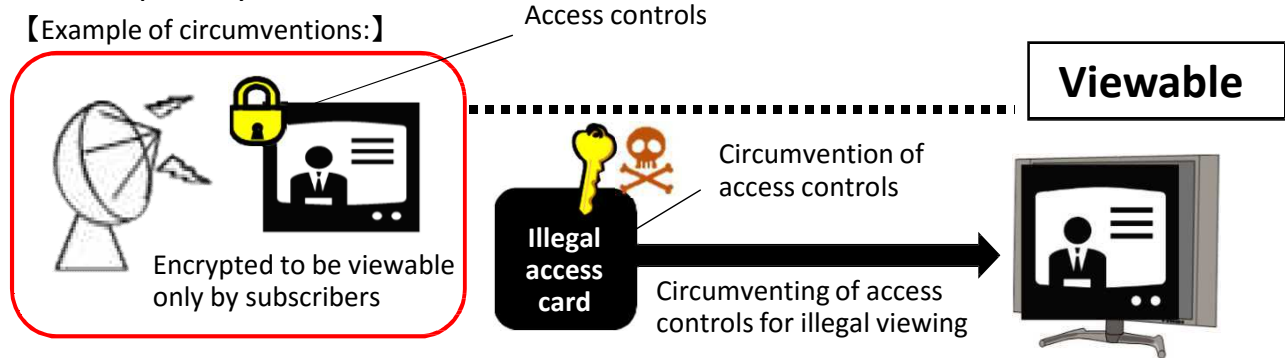 Access controls
【Example of circumventions:】
Viewable
Circumvention of
access controls
Illegal
access
card
Encrypted to be viewable
only by subscribers
Circumventing of access
controls for illegal viewing